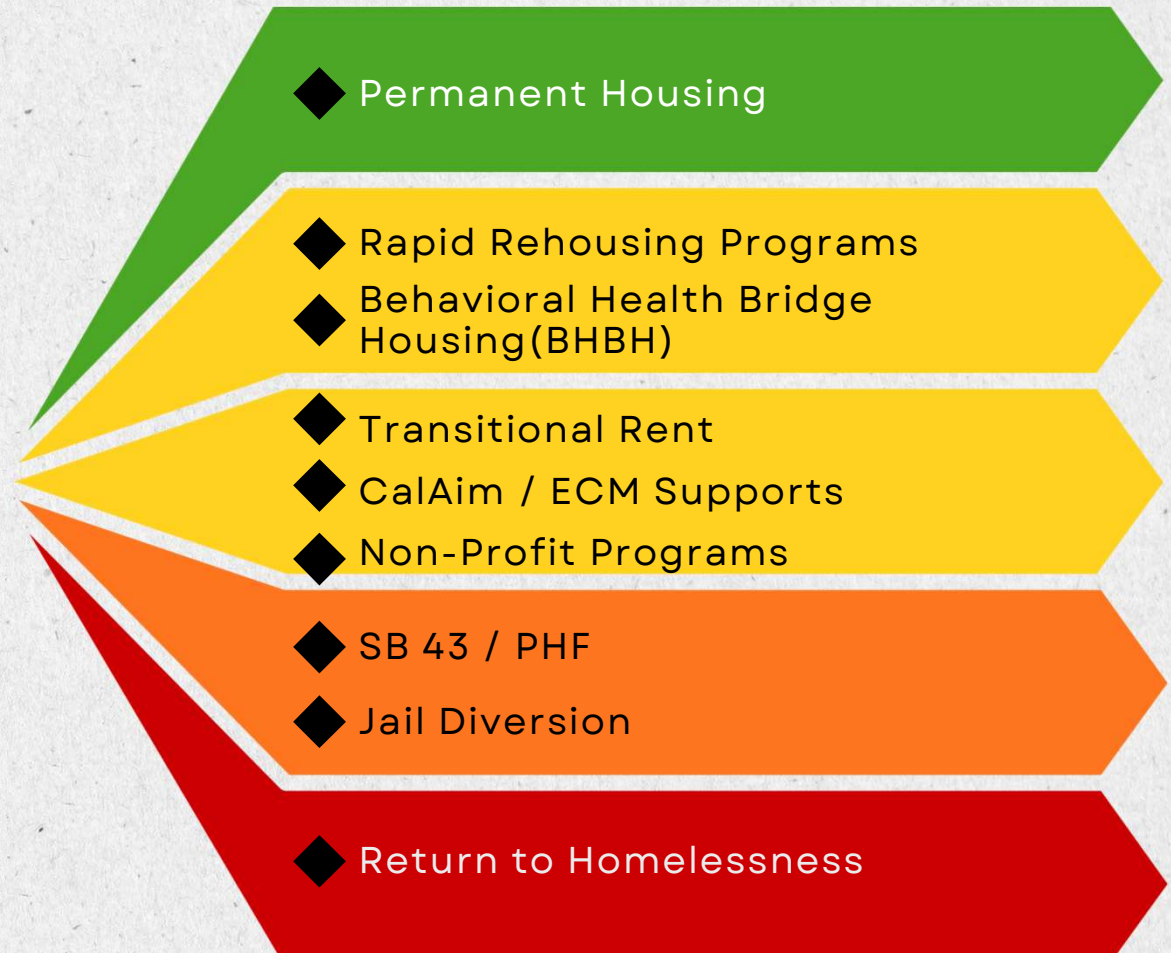 Permanent Housing
Rapid Rehousing Programs
Behavioral Health Bridge
Housing(BHBH)
Transitional Rent
CalAim / ECM Supports
Non-Profit Programs
SB 43 / PHF
Jail Diversion
Return to Homelessness